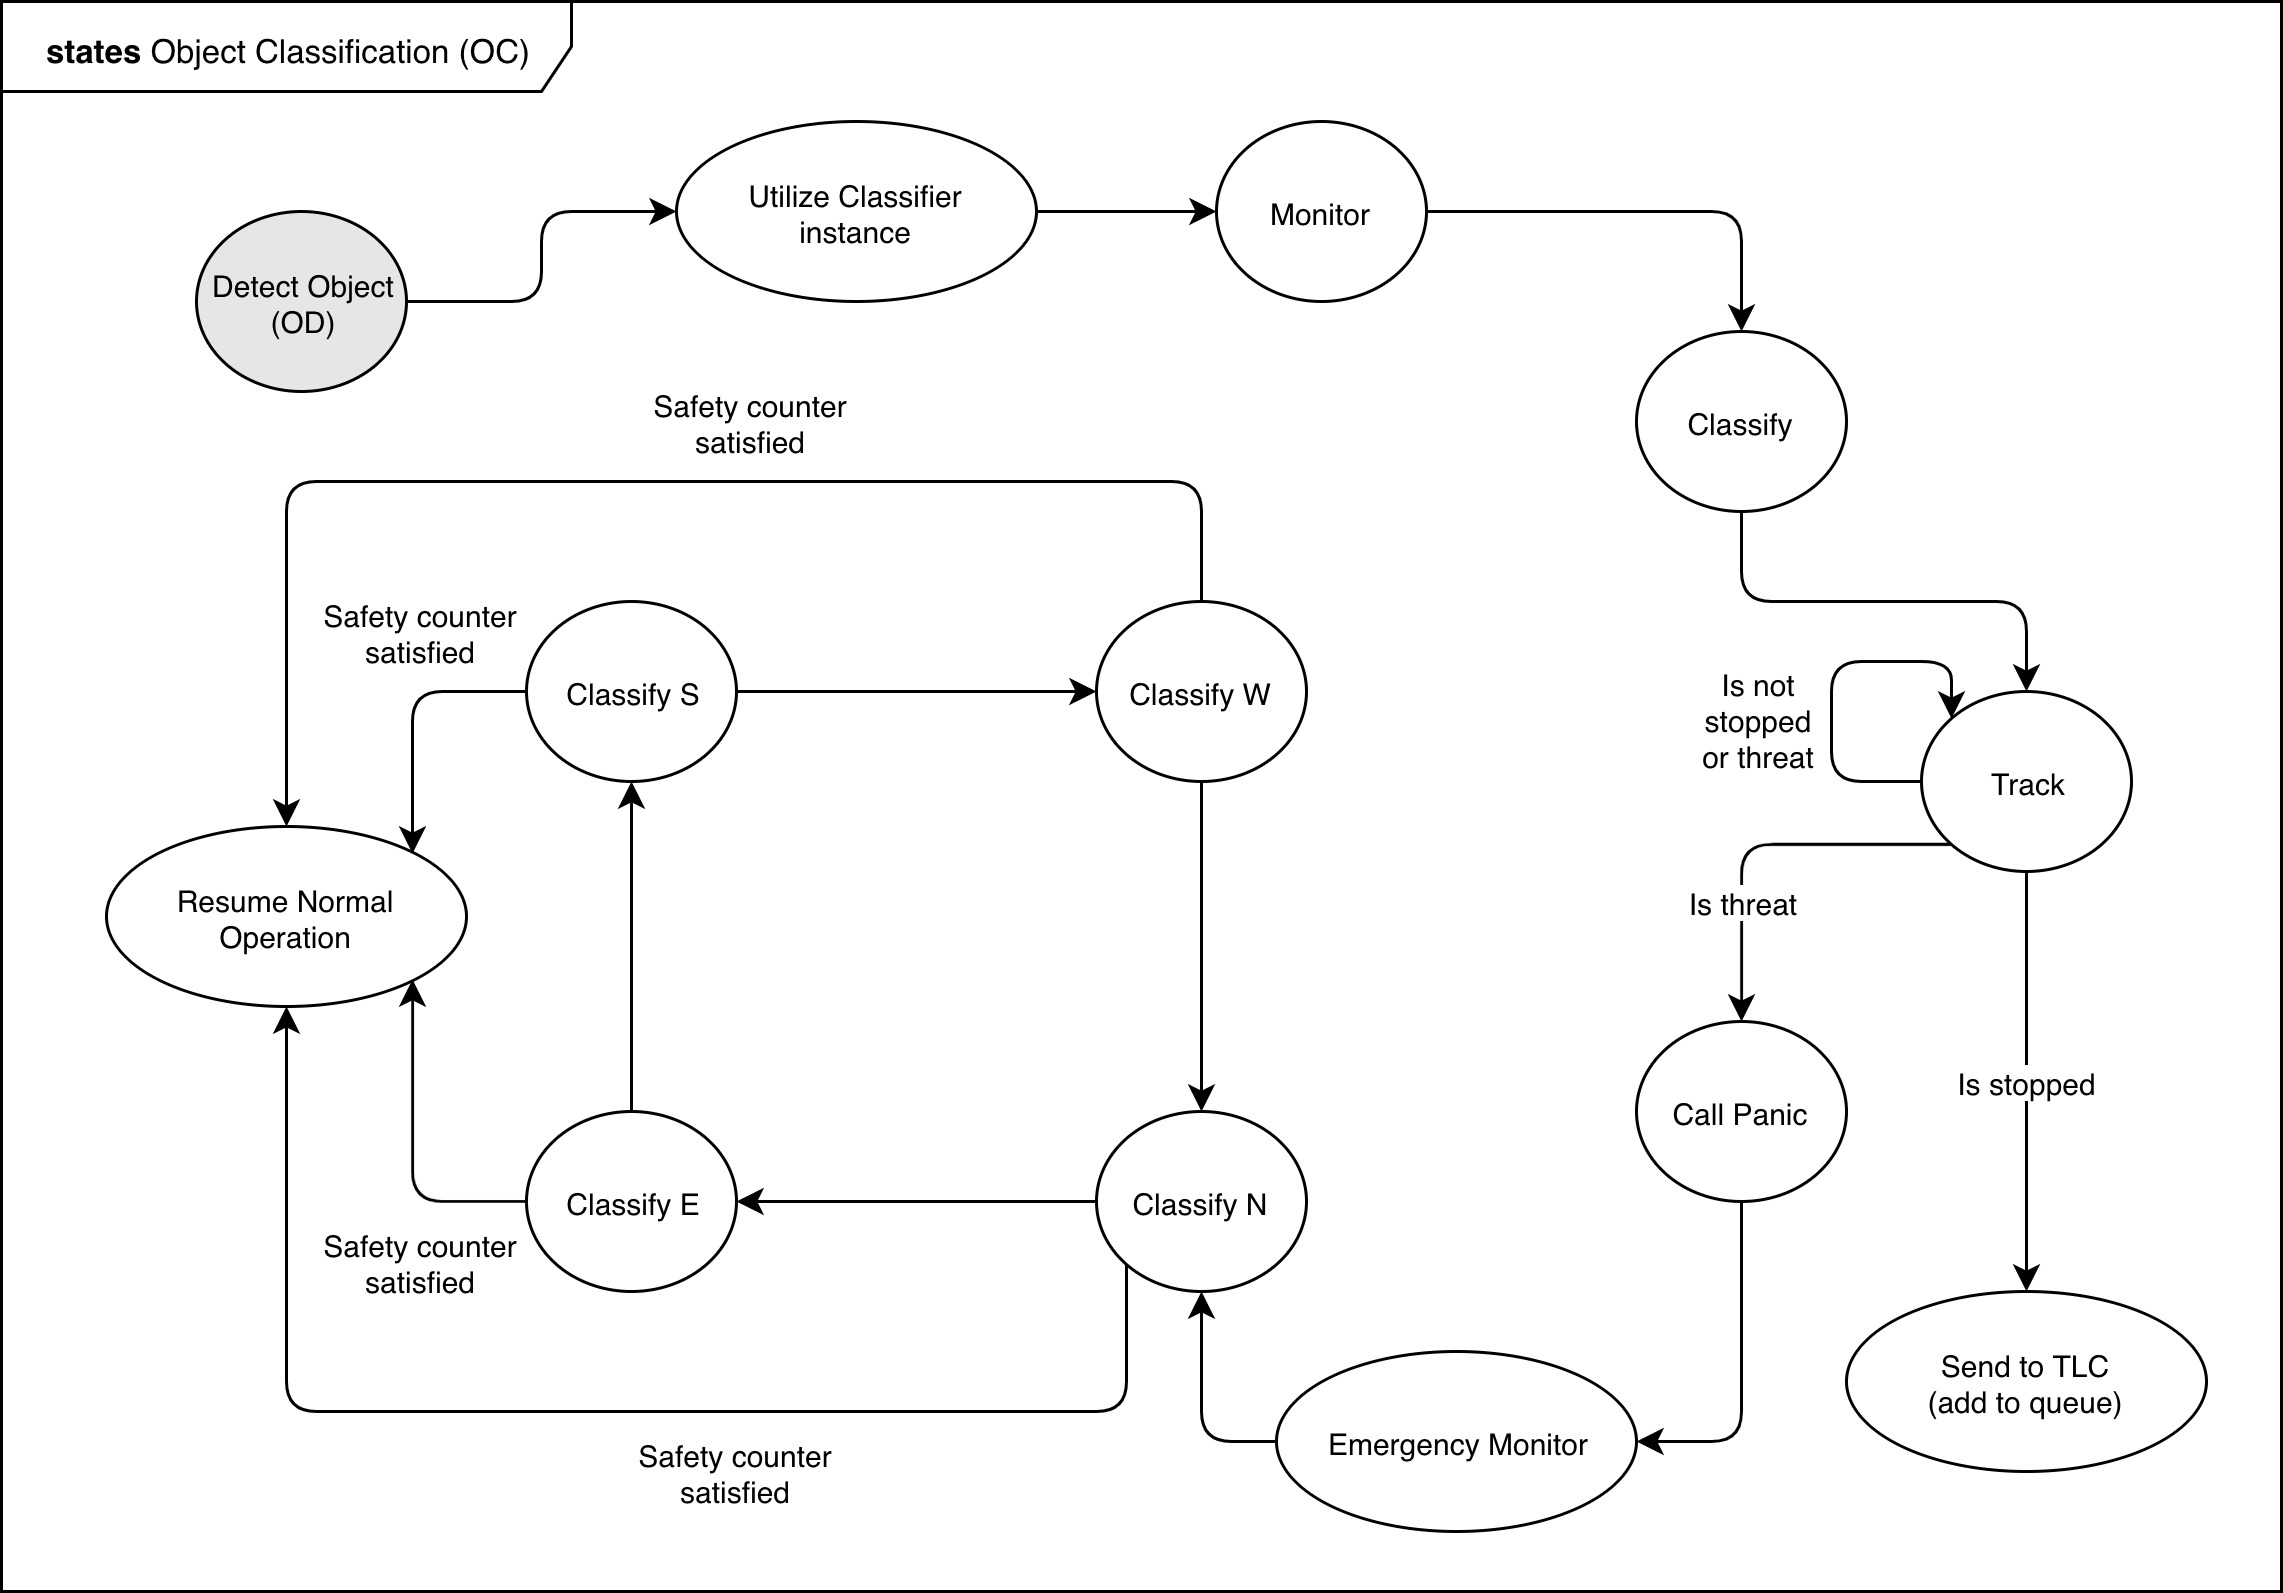 states Object Classification (OC)
Utilize Classifier
instance
Monitor
Detect Object
(OD)
Classify
Safety counter
satisfied
Safety counter
satisfied
Classify S
Classify W
Is not
stopped
or threat
Track
Resume Normal
Operation
Is threat
Is stopped
Call Panic
Classify E
Classify N
Safety counter
satisfied
Send to TLC
(add to queue)
Emergency Monitor
Safety counter
satisfied